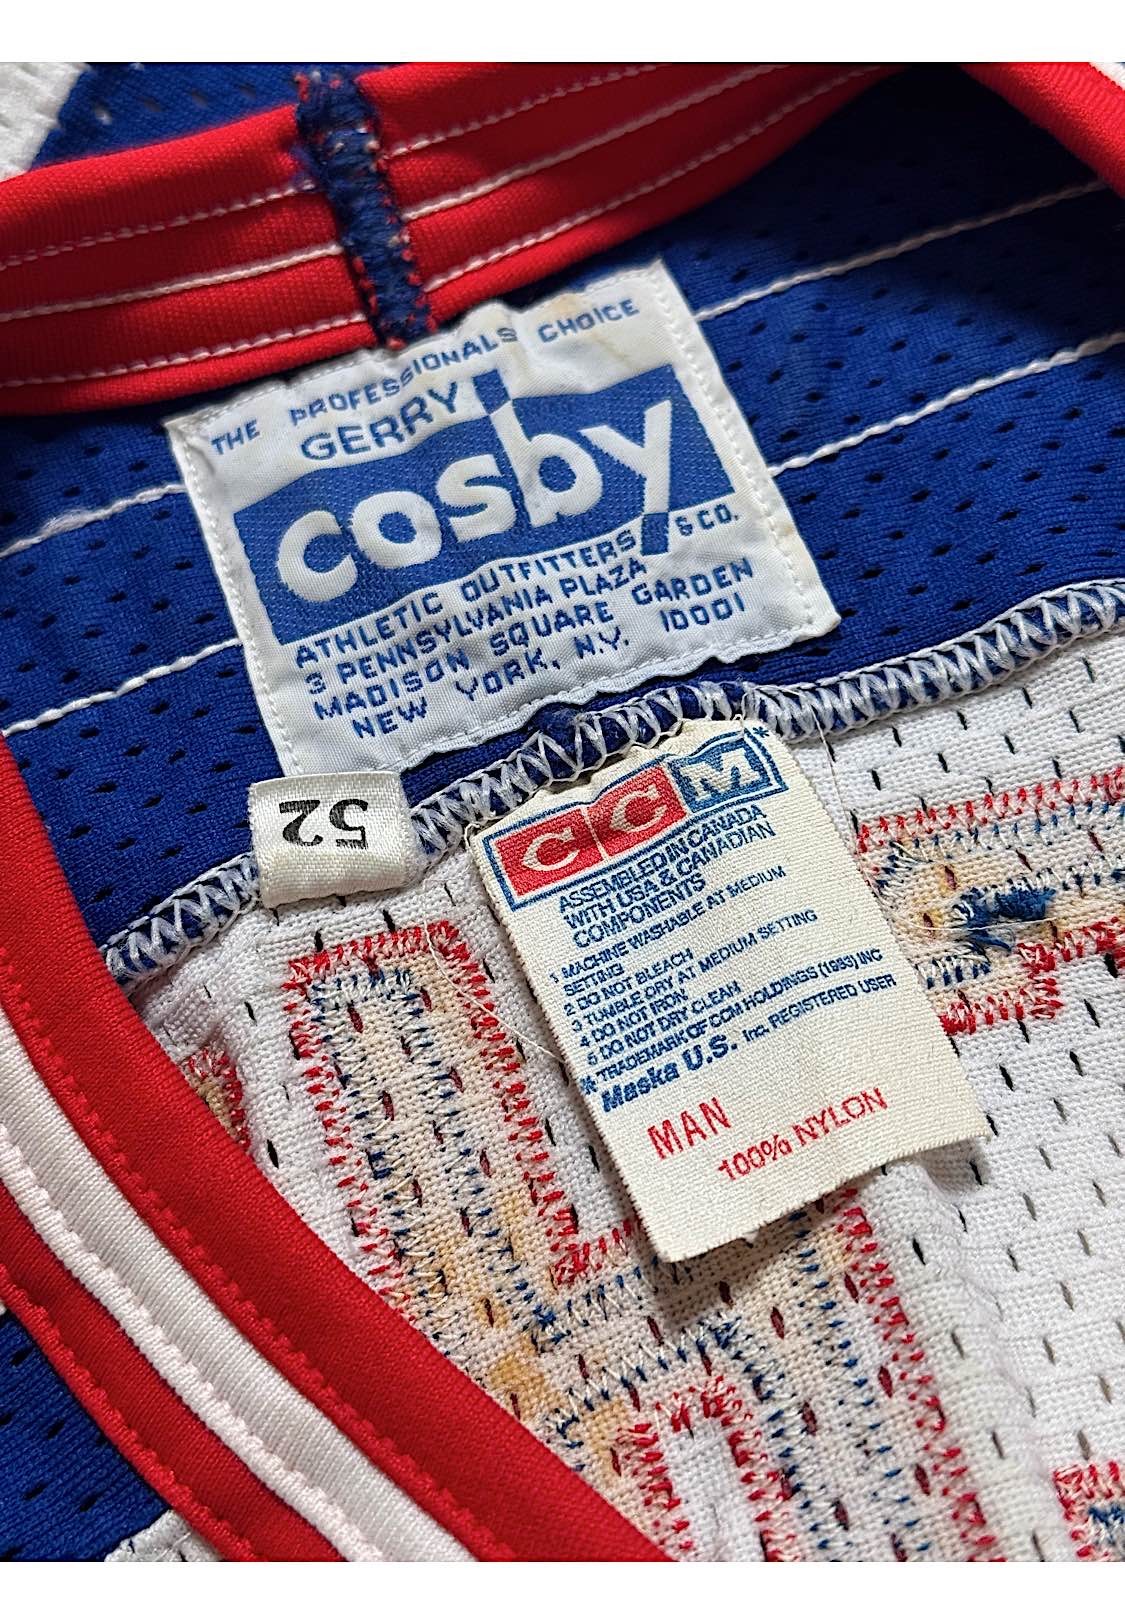 THE PROFESSIONALS CHOICE
GERRY
cosby
& CO.
ATHLETIC OUTFITTERS
3 PENNSYLVANIA PLAZA
MADISON SQUARE GARDEN
NEW YORK, N.Y. 10001
52
CCM*
ASSEMBLED IN CANADA
WITH USA & CANADIAN
COMPONENTS
1 MACHINE WASHABLE AT MEDIUM
SETTING
2 DO NOT BLEACH
3 TUMBLE DRY AT MEDIUM SETTING
4 DO NOT IRON
5 DO NOT DRY CLEAN
* TRADEMARK OF CCM HOLDINGS (1983) INC
Maska U.S. Inc. REGISTERED USER
MAN
100% NYLON